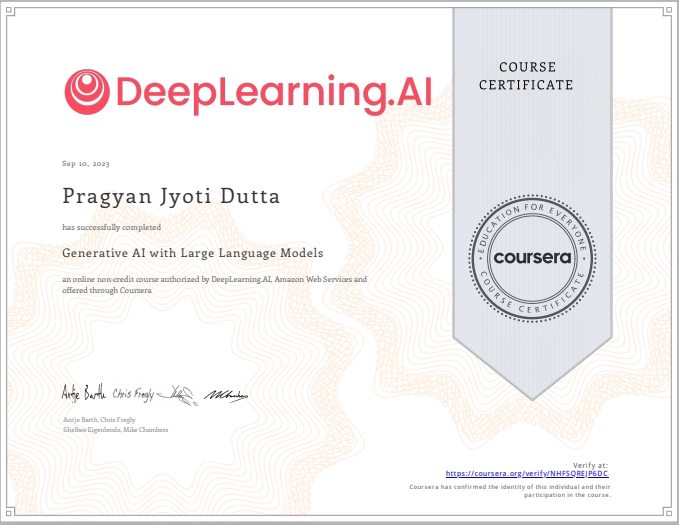 DeepLearning.AI
COURSE
CERTIFICATE
Sep 10, 2023
Pragyan Jyoti Dutta
has successfully completed
Generative AI with Large Language Models
an online non-credit course authorized by DeepLearning.AI, Amazon Web Services and
offered through Coursera
EDUCATION FOR EVERYONE
coursera
COURSE CERTIFICATE
Antje Barth Chris Fregly
Antje Barth, Chris Fregly
Shelbee Eigenbrode, Mike Chambers
Verify at:
https://coursera.org/verify/NHFSQREJP6DC
Coursera has confirmed the identity of this individual and their
participation in the course.